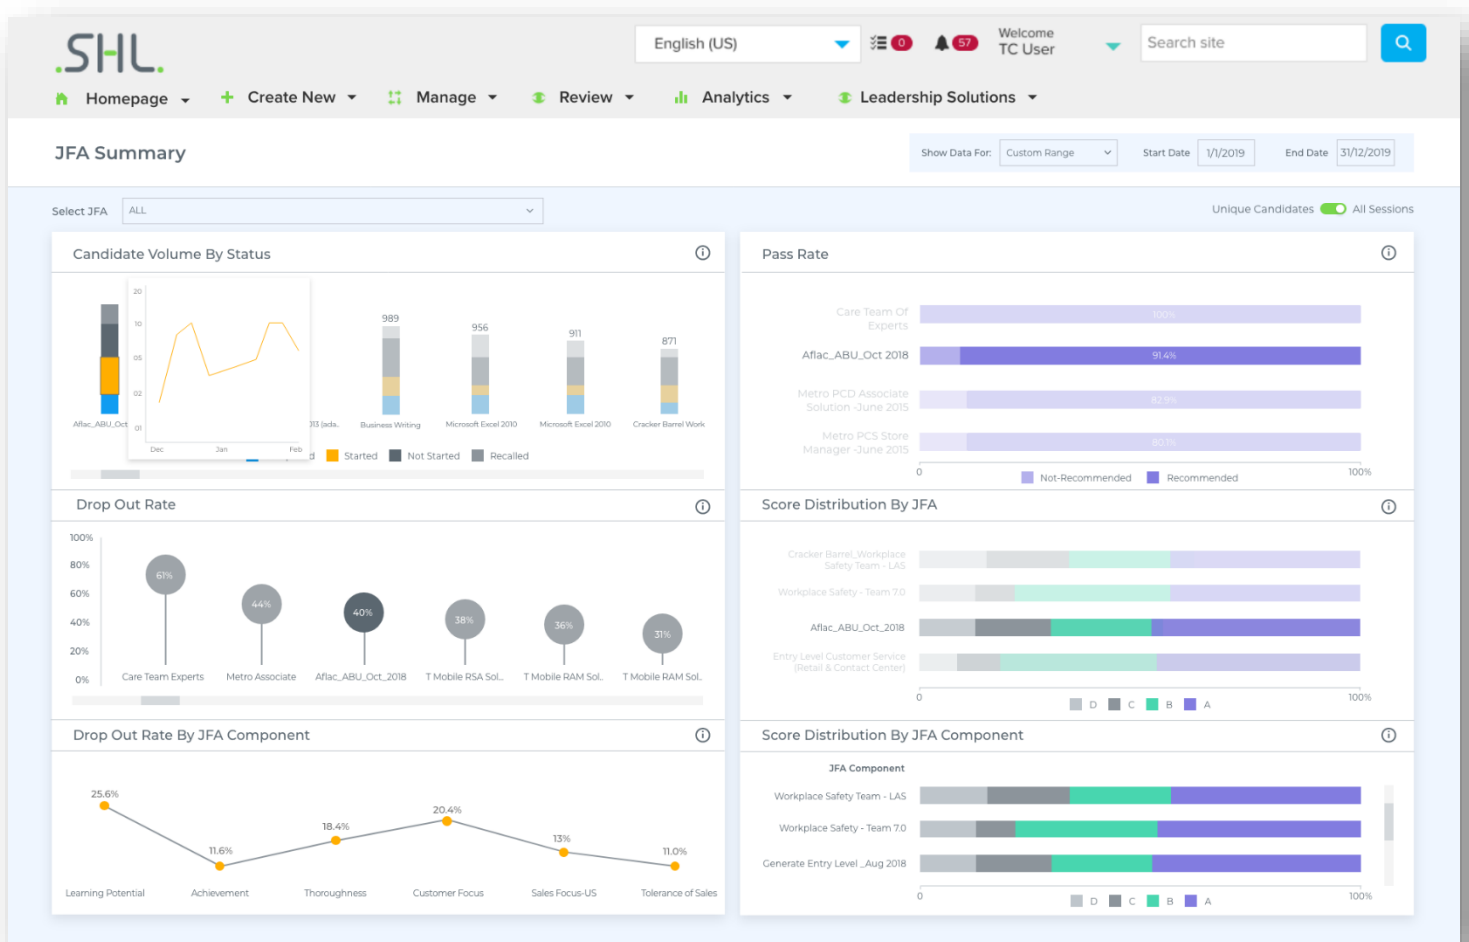 .SHL.
English (US)
0
57
Welcome
TC User
Search site
Homepage
Create New
Manage
Review
Analytics
Leadership Solutions
JFA Summary
Show Data For:
Custom Range
Start Date
1/1/2019
End Date
31/12/2019
Select JFA
ALL
Unique Candidates
All Sessions
Candidate Volume By Status
20
10
05
02
01
Dec
Jan
Feb
989
956
911
871
Aflac_ABU_Oct
Business Writing
Microsoft Excel 2010
Microsoft Excel 2010
Cracker Barrel Work
Started
Not Started
Recalled
Pass Rate
Care Team Of
Experts
100%
Aflac_ABU_Oct 2018
91.4%
Metro PCD Associate
Solution -June 2015
82.9%
Metro PCS Store
Manager -June 2015
80.1%
0
100%
Not-Recommended
Recommended
Drop Out Rate
100%
80%
60%
40%
20%
0%
61%
44%
40%
38%
36%
31%
Care Team Experts
Metro Associate
Aflac_ABU_Oct_2018
T Mobile RSA Sol...
T Mobile RAM Sol..
T Mobile RAM Sol..
Score Distribution By JFA
Cracker Barrel_Workplace
Safety Team - LAS
Workplace Safety - Team 7.0
Aflac_ABU_Oct_2018
Entry Level Customer Service
(Retail & Contact Center)
0
100%
D
C
B
A
Drop Out Rate By JFA Component
25.6%
11.6%
18.4%
20.4%
13%
11.0%
Learning Potential
Achievement
Thoroughness
Customer Focus
Sales Focus-US
Tolerance of Sales
Score Distribution By JFA Component
JFA Component
Workplace Safety Team - LAS
Workplace Safety - Team 7.0
Generate Entry Level _Aug 2018
0
100%
D
C
B
A